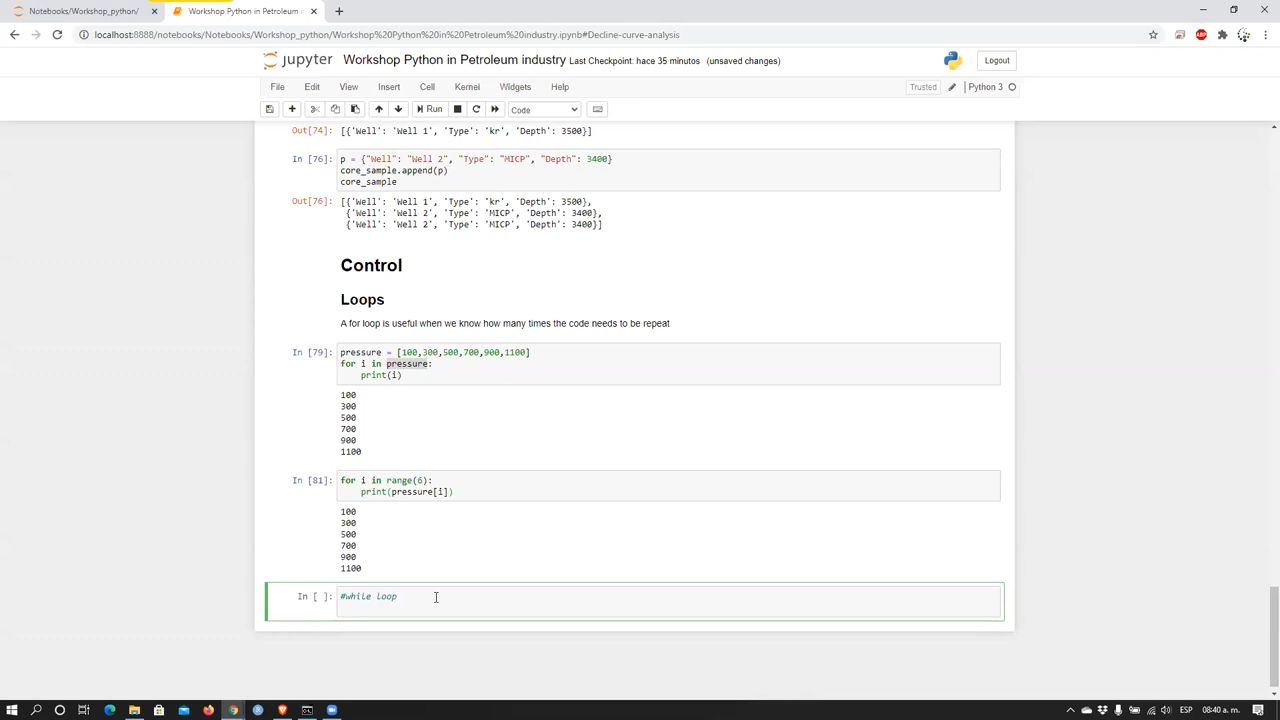 Notebooks/Workshop_python/
Workshop Python in Petroleum in
localhost:8888/notebooks/Notebooks/Workshop_python/Workshop%20Python%20in%20Petroleum%20industry.ipynb#Decline-curve-analysis
ABP
jupyter Workshop Python in Petroleum industry Last Checkpoint: hace 35 minutos (unsaved changes)
Logout
File Edit View Insert Cell Kernel Widgets Help
Trusted Python 3
Run Code
Out[74]: [{'Well': 'Well 1', 'Type': 'kr', 'Depth': 3500}]
In [76]: p = {"Well": "Well 2", "Type": "MICP", "Depth": 3400}
core_sample.append(p)
core_sample
Out[76]: [{'Well': 'Well 1', 'Type': 'kr', 'Depth': 3500},
{'Well': 'Well 2', 'Type': 'MICP', 'Depth': 3400},
{'Well': 'Well 2', 'Type': 'MICP', 'Depth': 3400}]
Control
Loops
A for loop is useful when we know how many times the code needs to be repeat
In [79]: pressure = [100,300,500,700,900,1100]
for i in pressure:
print(i)
100
300
500
700
900
1100
In [81]: for i in range(6):
print(pressure[i])
100
300
500
700
900
1100
In [ ]: #while loop
ESP 08:40 a. m.